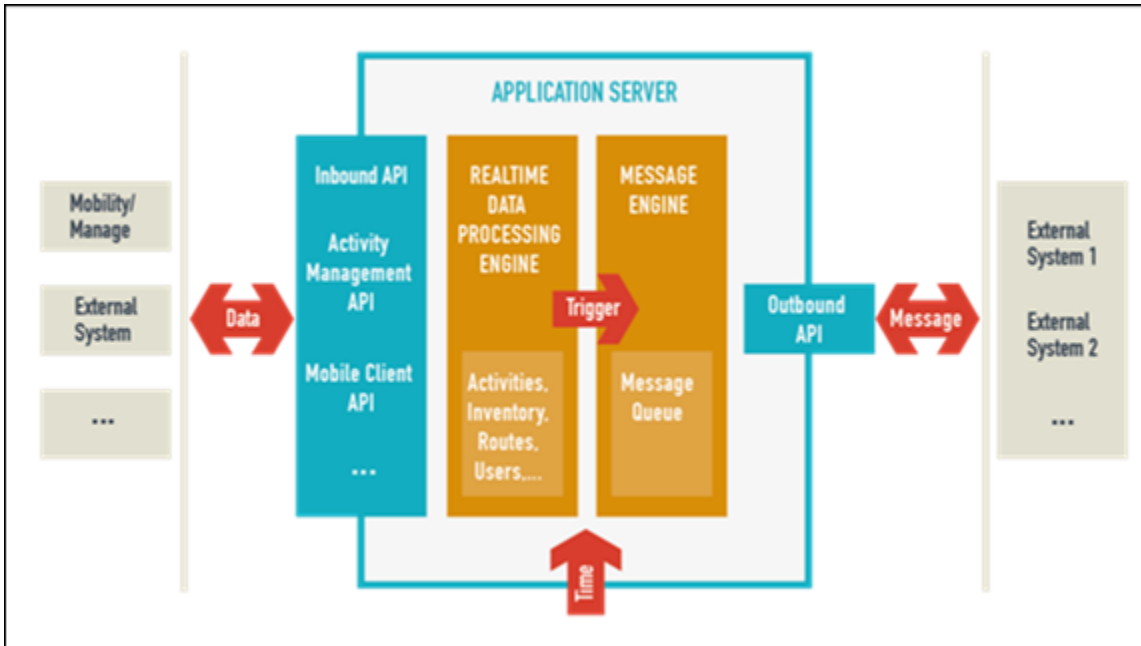 APPLICATION SERVER
Mobility/
Manage
External
System
...
Data
Inbound API
Activity
Management
API
Mobile Client
API
...
REALTIME
DATA
PROCESSING
ENGINE
Activities,
Inventory,
Routes,
Users,...
Trigger
MESSAGE
ENGINE
Message
Queue
Time
Outbound
API
Message
External
System 1
External
System 2
...